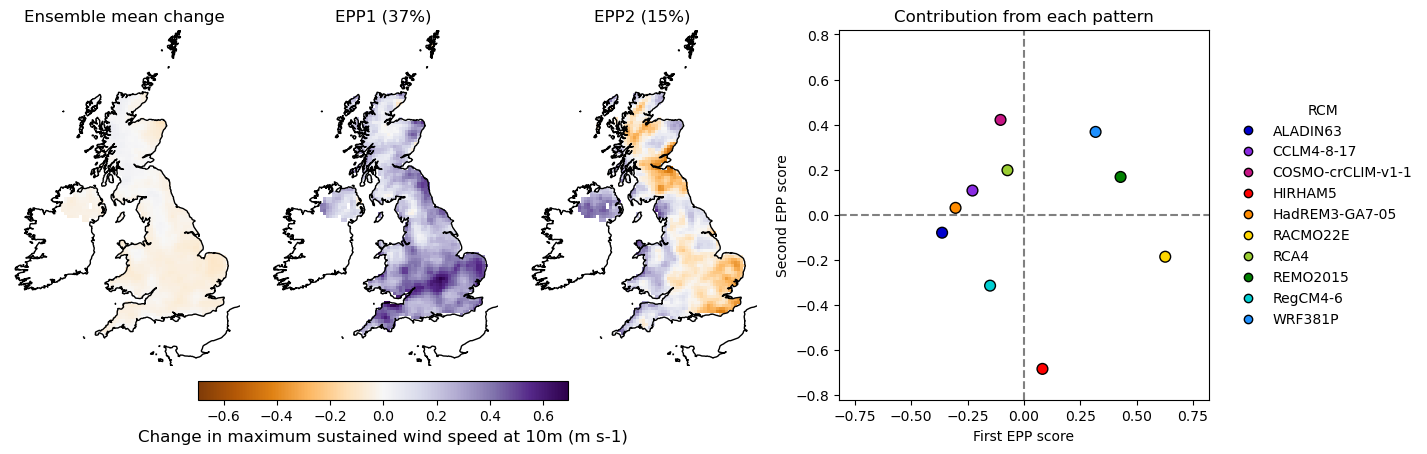 Ensemble mean change
EPP1 (37%)
EPP2 (15%)
−0.6 −0.4 −0.2 0.0 0.2 0.4 0.6
Change in maximum sustained wind speed at 10m (m s-1)
Contribution from each pattern
Second EPP score
0.8
0.6
0.4
0.2
0.0
−0.2
−0.4
−0.6
−0.8
−0.75 −0.50 −0.25 0.00 0.25 0.50 0.75
First EPP score
RCM
ALADIN63
CCLM4-8-17
COSMO-crCLIM-v1-1
HIRHAM5
HadREM3-GA7-05
RACMO22E
RCA4
REMO2015
RegCM4-6
WRF381P